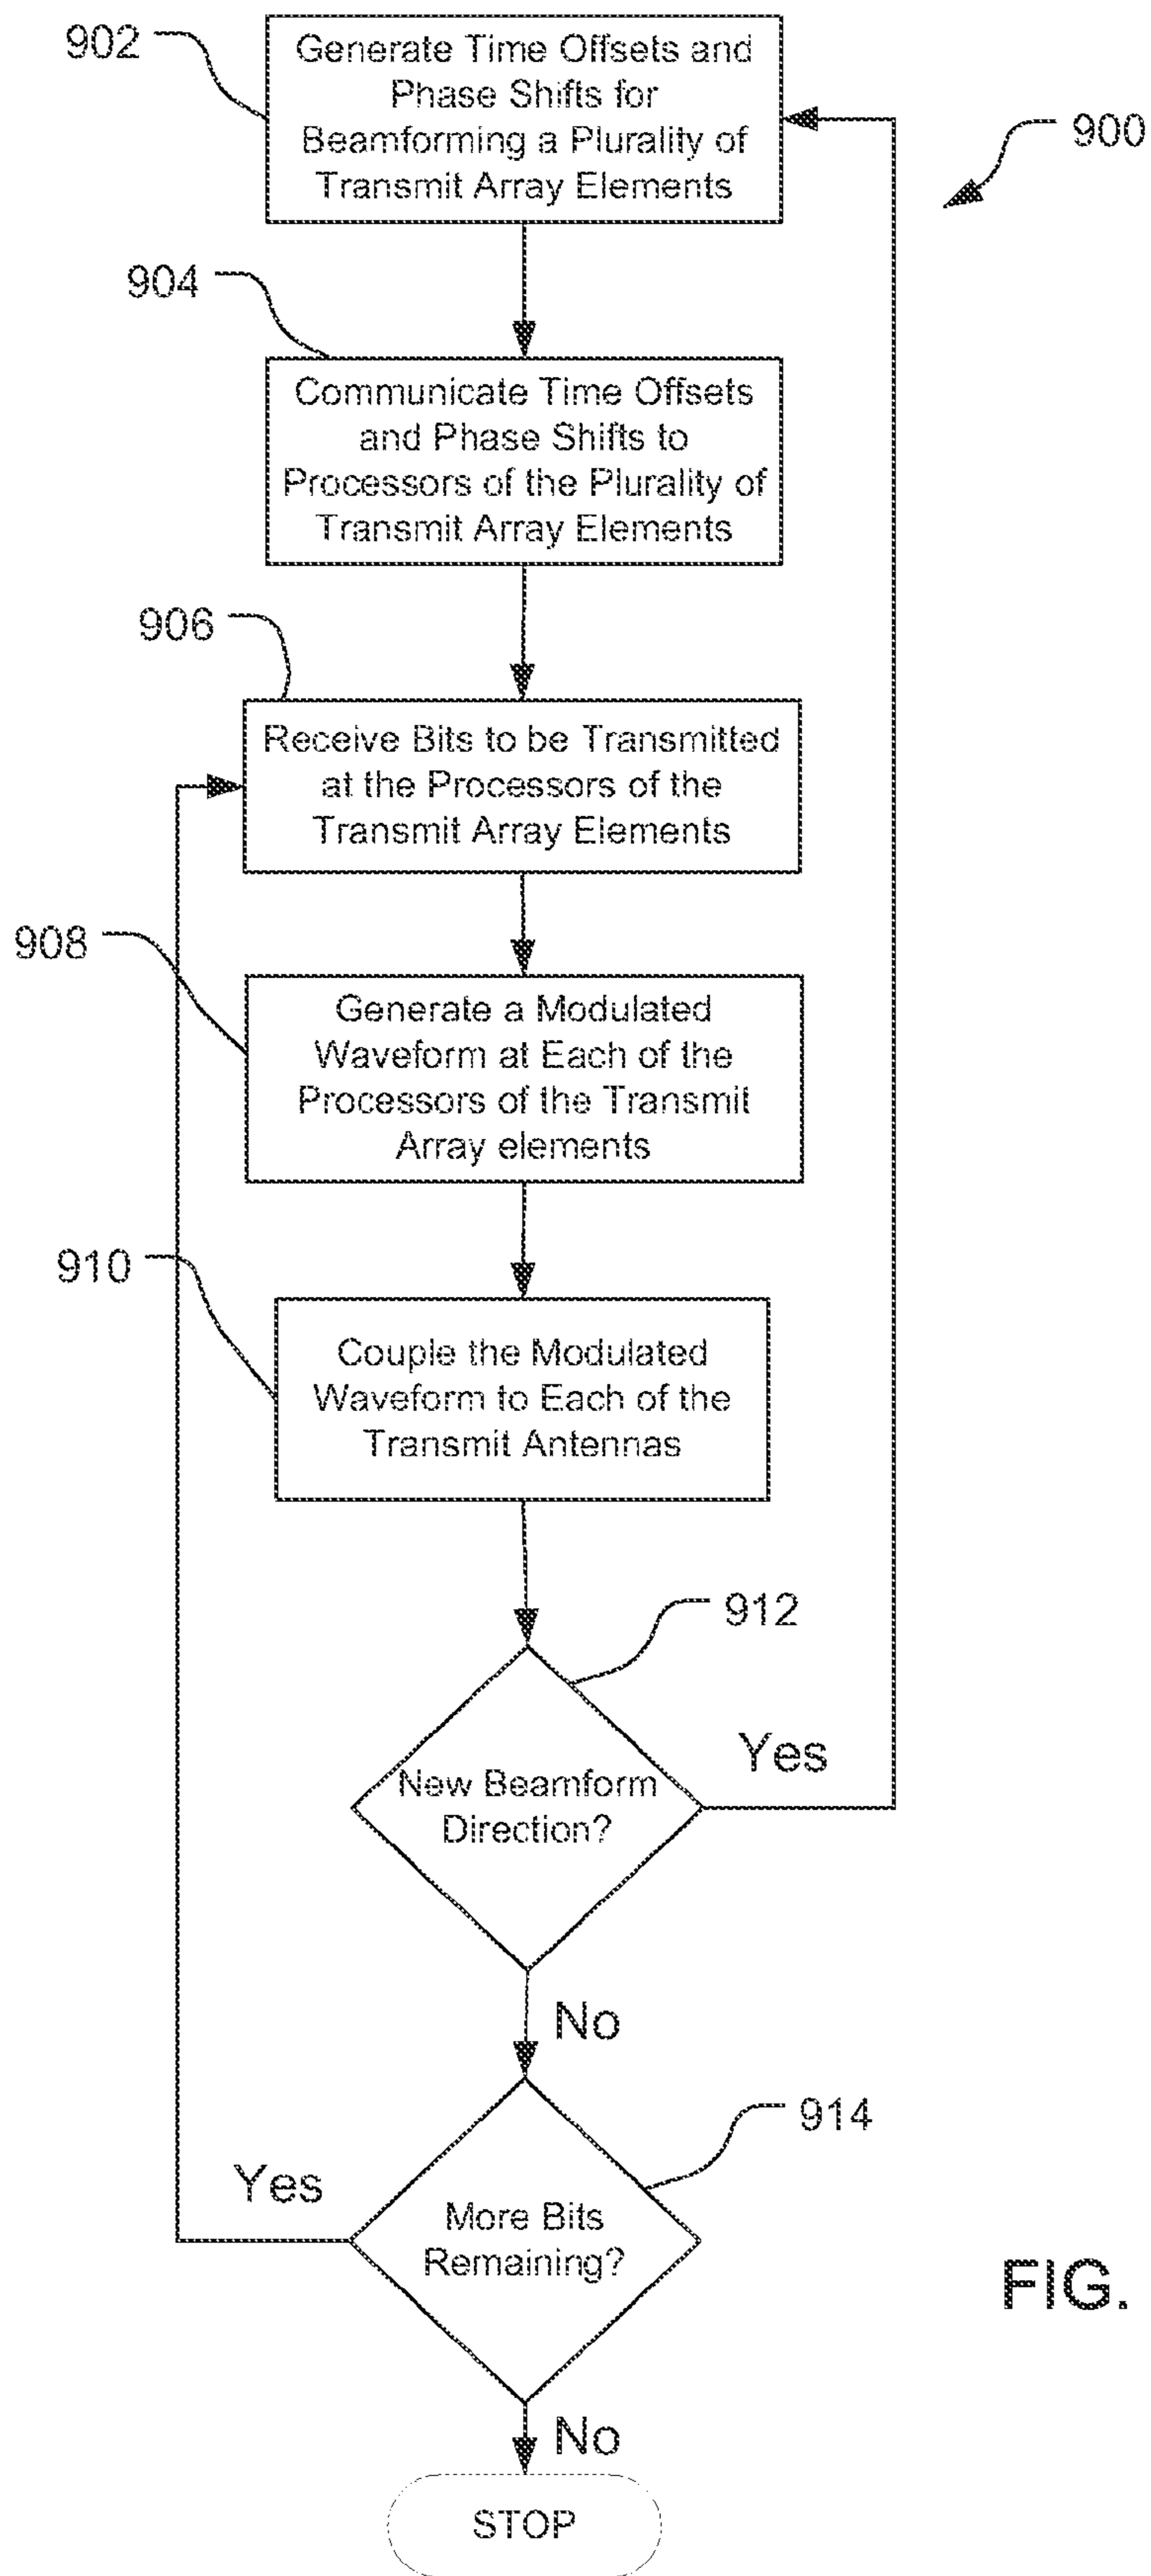 902
Generate Time Offsets and
Phase Shifts for
Beamforming a Plurality of
Transmit Array Elements
900
904
Communicate Time Offsets
and Phase Shifts to
Processors of the Plurality of
Transmit Array Elements
906
Receive Bits to be Transmitted
at the Processors of the
Transmit Array Elements
908
Generate a Modulated
Waveform at Each of the
Processors of the Transmit
Array elements
910
Couple the Modulated
Waveform to Each of the
Transmit Antennas
912
New Beamform
Direction?
Yes
No
914
More Bits
Remaining?
Yes
FIG.
No
STOP